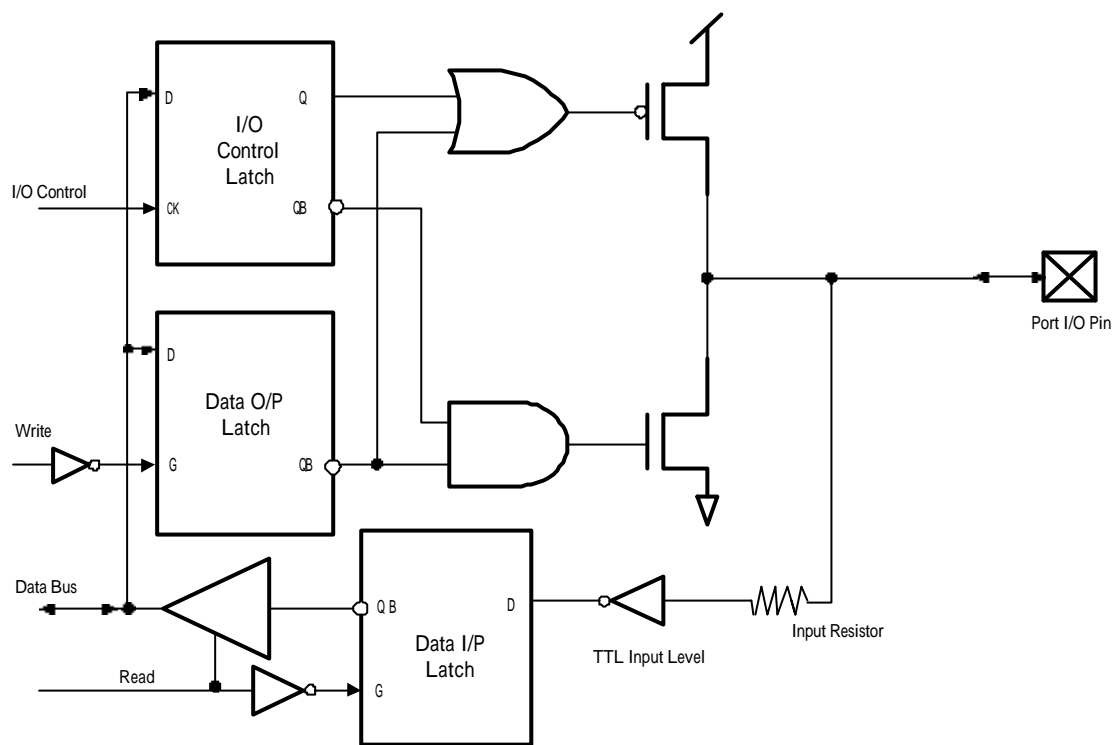 D
Q
I/O
Control
Latch
I/O Control
CK
QB
Port I/O Pin
D
Data O/P
Latch
Write
G
QB
Data Bus
Q B
D
Data I/P
Latch
TTL Input Level
Input Resistor
Read
G